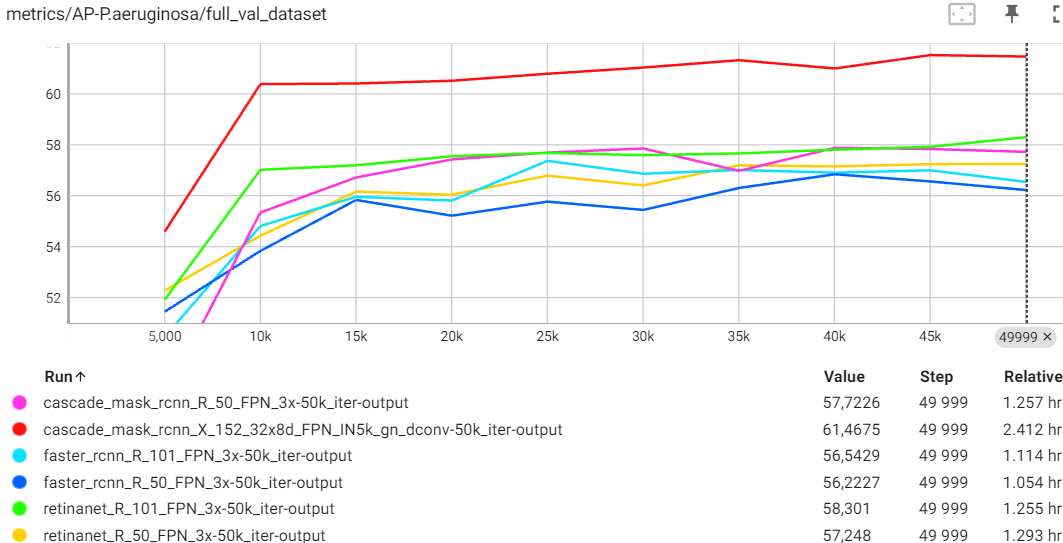 metrics/AP-P.aeruginosa/full_val_dataset
60
58
56
54
52
5,000 10k 15k 20k 25k 30k 35k 40k 45k 49999 ×
Run↑ Value Step Relative
cascade_mask_rcnn_R_50_FPN_3x-50k_iter-output 57,7226 49 999 1.257 hr
cascade_mask_rcnn_X_152_32x8d_FPN_IN5k_gn_dconv-50k_iter-output 61,4675 49 999 2.412 hr
faster_rcnn_R_101_FPN_3x-50k_iter-output 56,5429 49 999 1.114 hr
faster_rcnn_R_50_FPN_3x-50k_iter-output 56,2227 49 999 1.054 hr
retinanet_R_101_FPN_3x-50k_iter-output 58,301 49 999 1.255 hr
retinanet_R_50_FPN_3x-50k_iter-output 57,248 49 999 1.293 hr